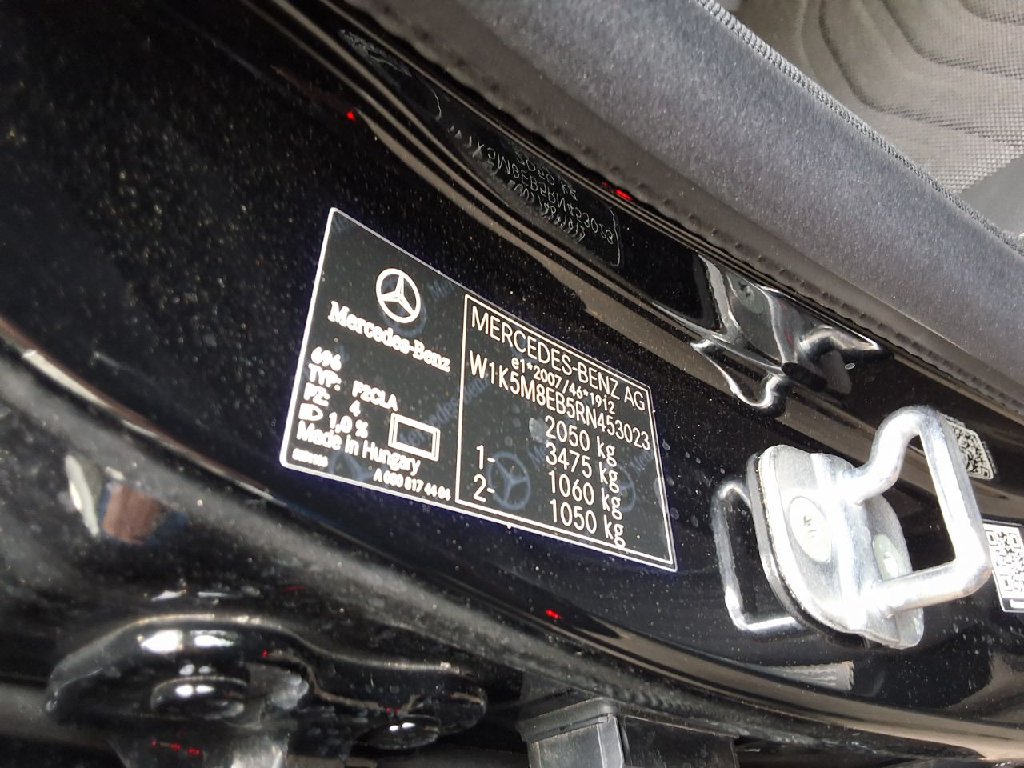 Mercedes-Benz
696
TYP: F2CLA
PZ: 4
1,0 %
Made In Hungary
MERCEDES-BENZ AG
e1*2007/46*1912
W1K5M8EB5RN453023
2050 kg
3475 kg
1- 1060 kg
2- 1050 kg